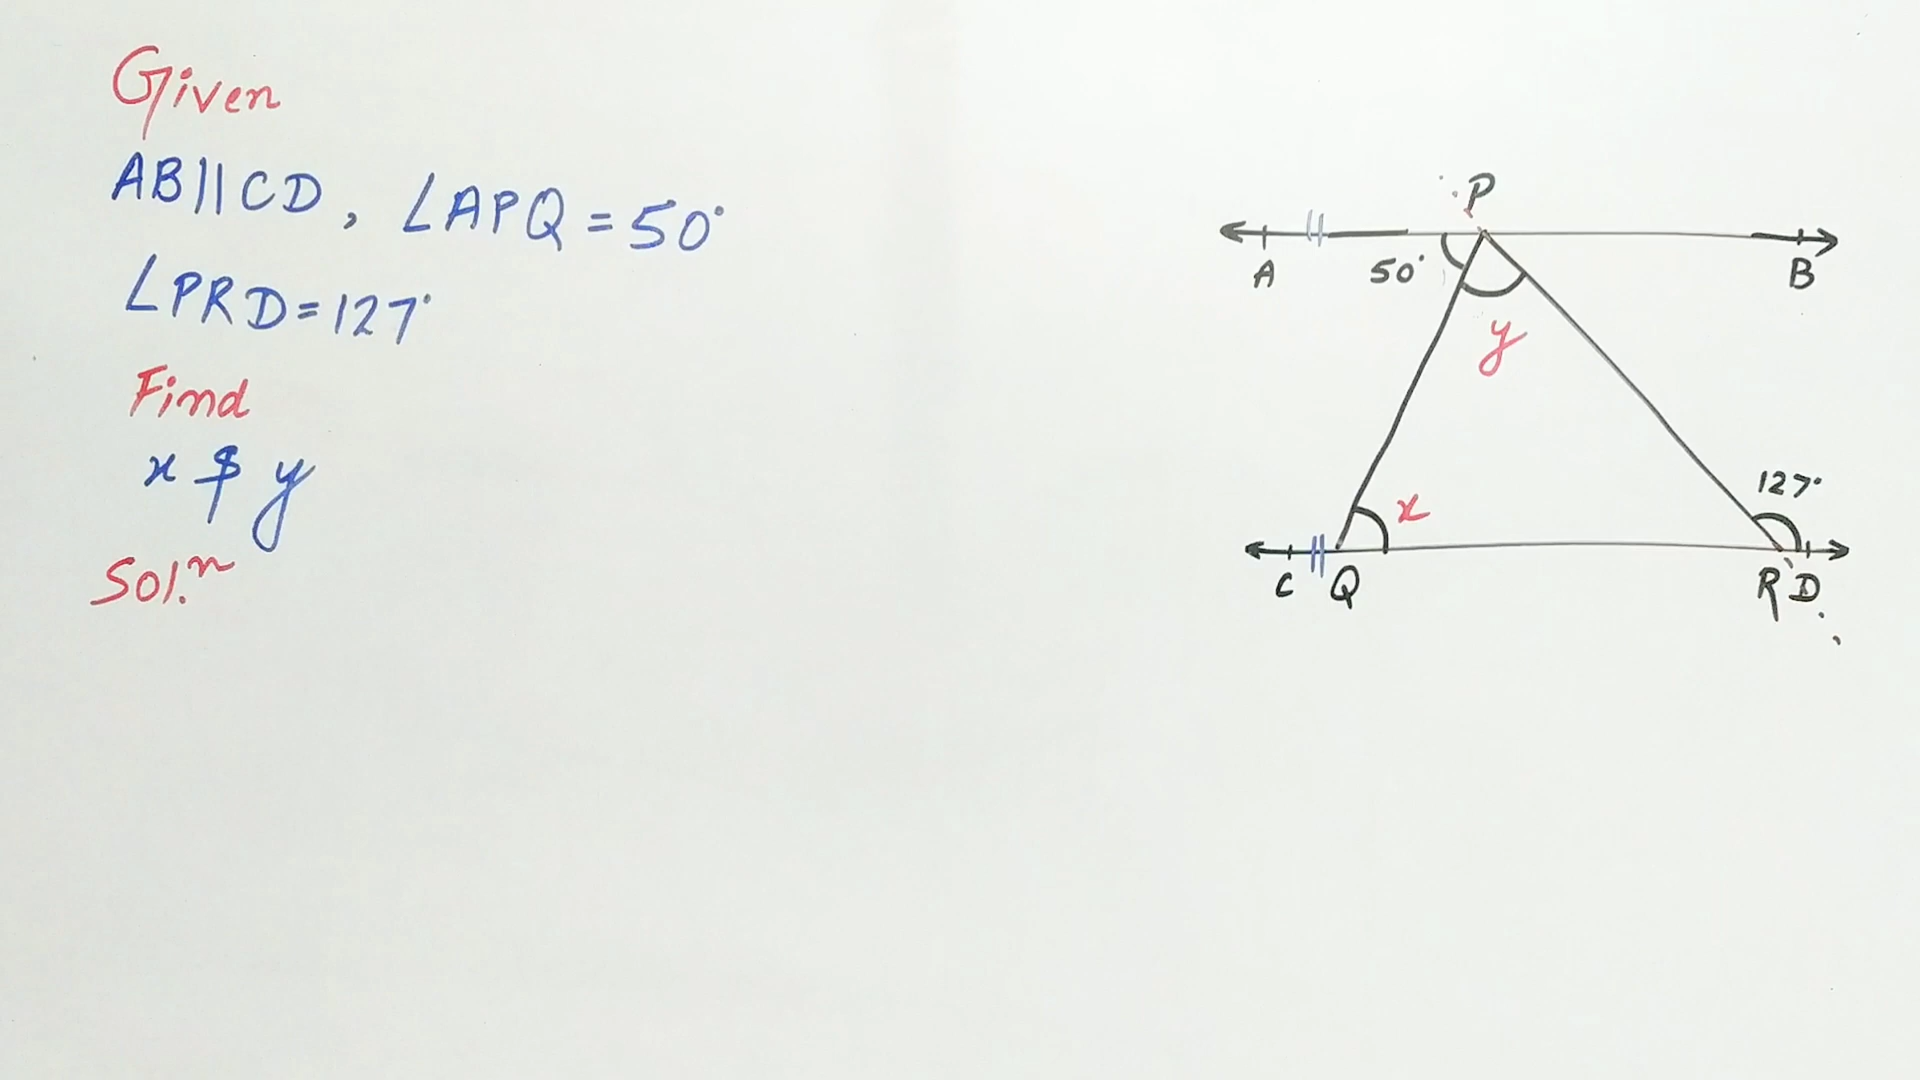 Given
AB||CD, ∠APQ = 50°
∠PRD = 127°
Find
x & y
Sol.ⁿ
P
A 50° B
y
127°
x
C Q R D